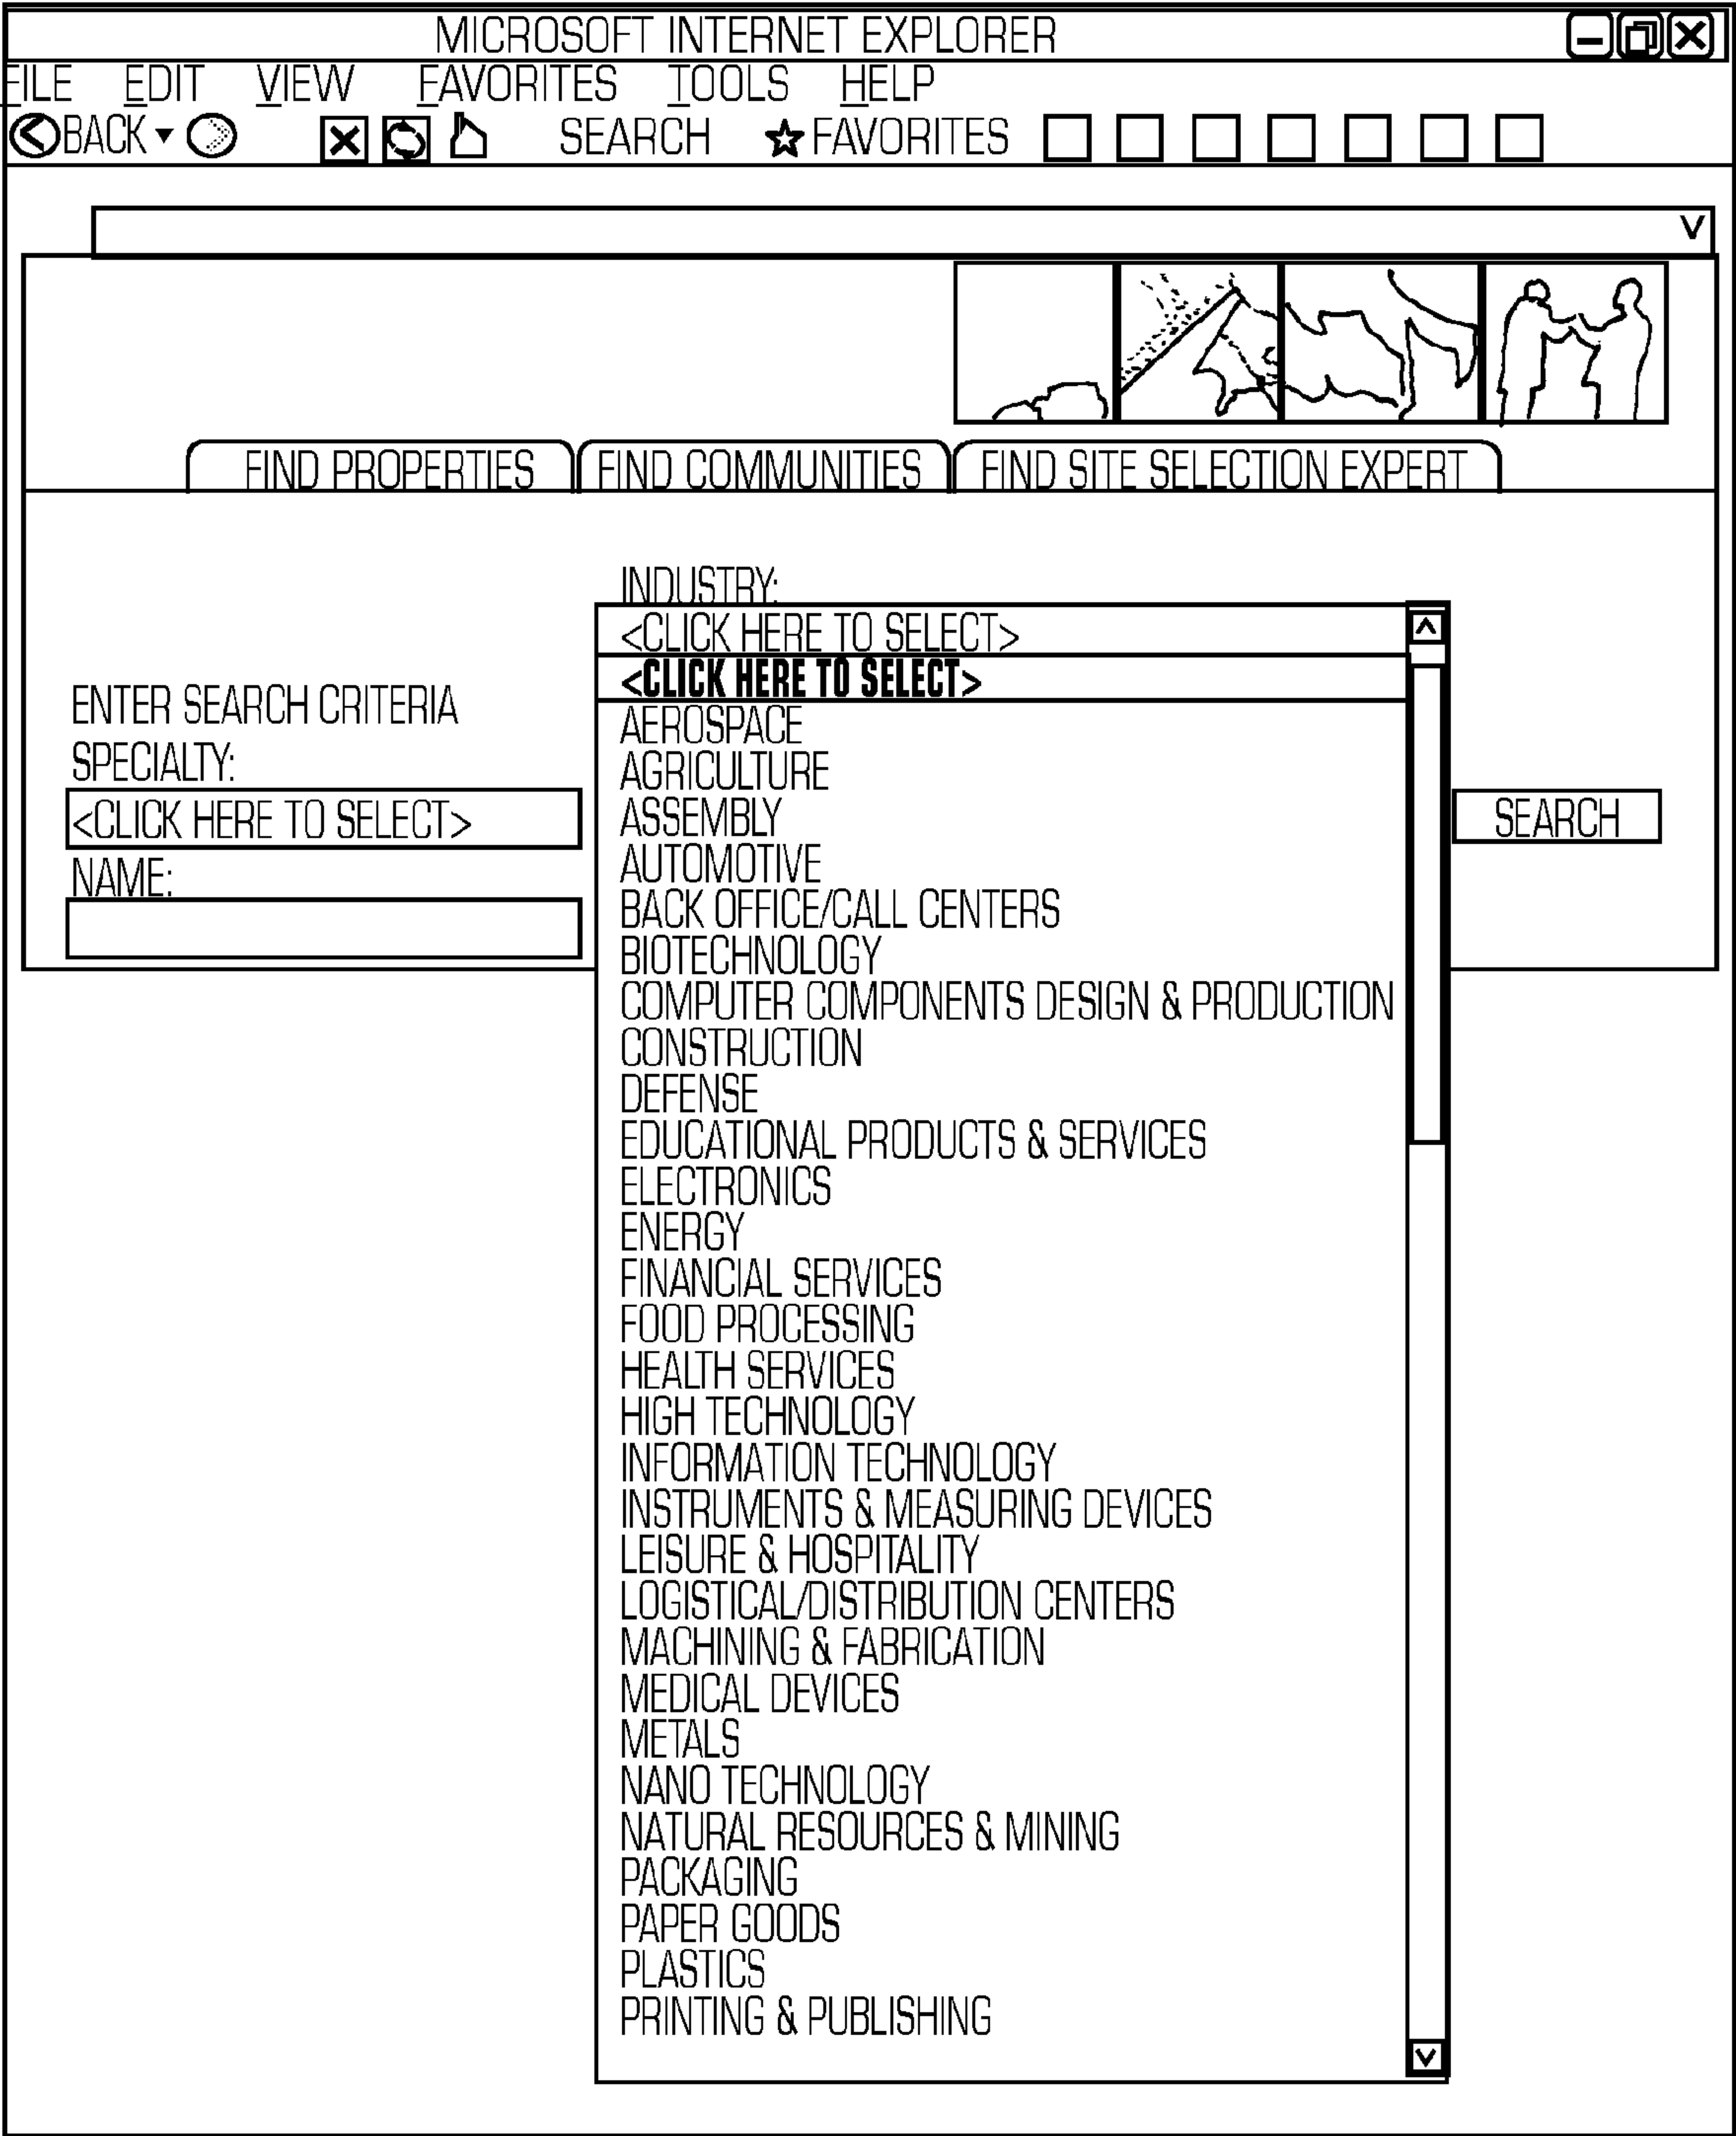 MICROSOFT INTERNET EXPLORER
FILE EDIT VIEW FAVORITES TOOLS HELP
BACK SEARCH FAVORITES
FIND PROPERTIES FIND COMMUNITIES FIND SITE SELECTION EXPERT
ENTER SEARCH CRITERIA
SPECIALTY:
<CLICK HERE TO SELECT>
NAME:
INDUSTRY:
<CLICK HERE TO SELECT>
<CLICK HERE TO SELECT>
AEROSPACE
AGRICULTURE
ASSEMBLY
AUTOMOTIVE
BACK OFFICE/CALL CENTERS
BIOTECHNOLOGY
COMPUTER COMPONENTS DESIGN & PRODUCTION
CONSTRUCTION
DEFENSE
EDUCATIONAL PRODUCTS & SERVICES
ELECTRONICS
ENERGY
FINANCIAL SERVICES
FOOD PROCESSING
HEALTH SERVICES
HIGH TECHNOLOGY
INFORMATION TECHNOLOGY
INSTRUMENTS & MEASURING DEVICES
LEISURE & HOSPITALITY
LOGISTICAL/DISTRIBUTION CENTERS
MACHINING & FABRICATION
MEDICAL DEVICES
METALS
NANO TECHNOLOGY
NATURAL RESOURCES & MINING
PACKAGING
PAPER GOODS
PLASTICS
PRINTING & PUBLISHING
SEARCH